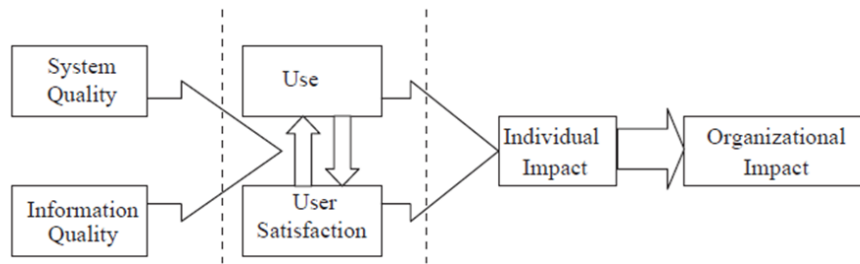 System
Quality
Use
Individual
Impact
Organizational
Impact
Information
Quality
User
Satisfaction